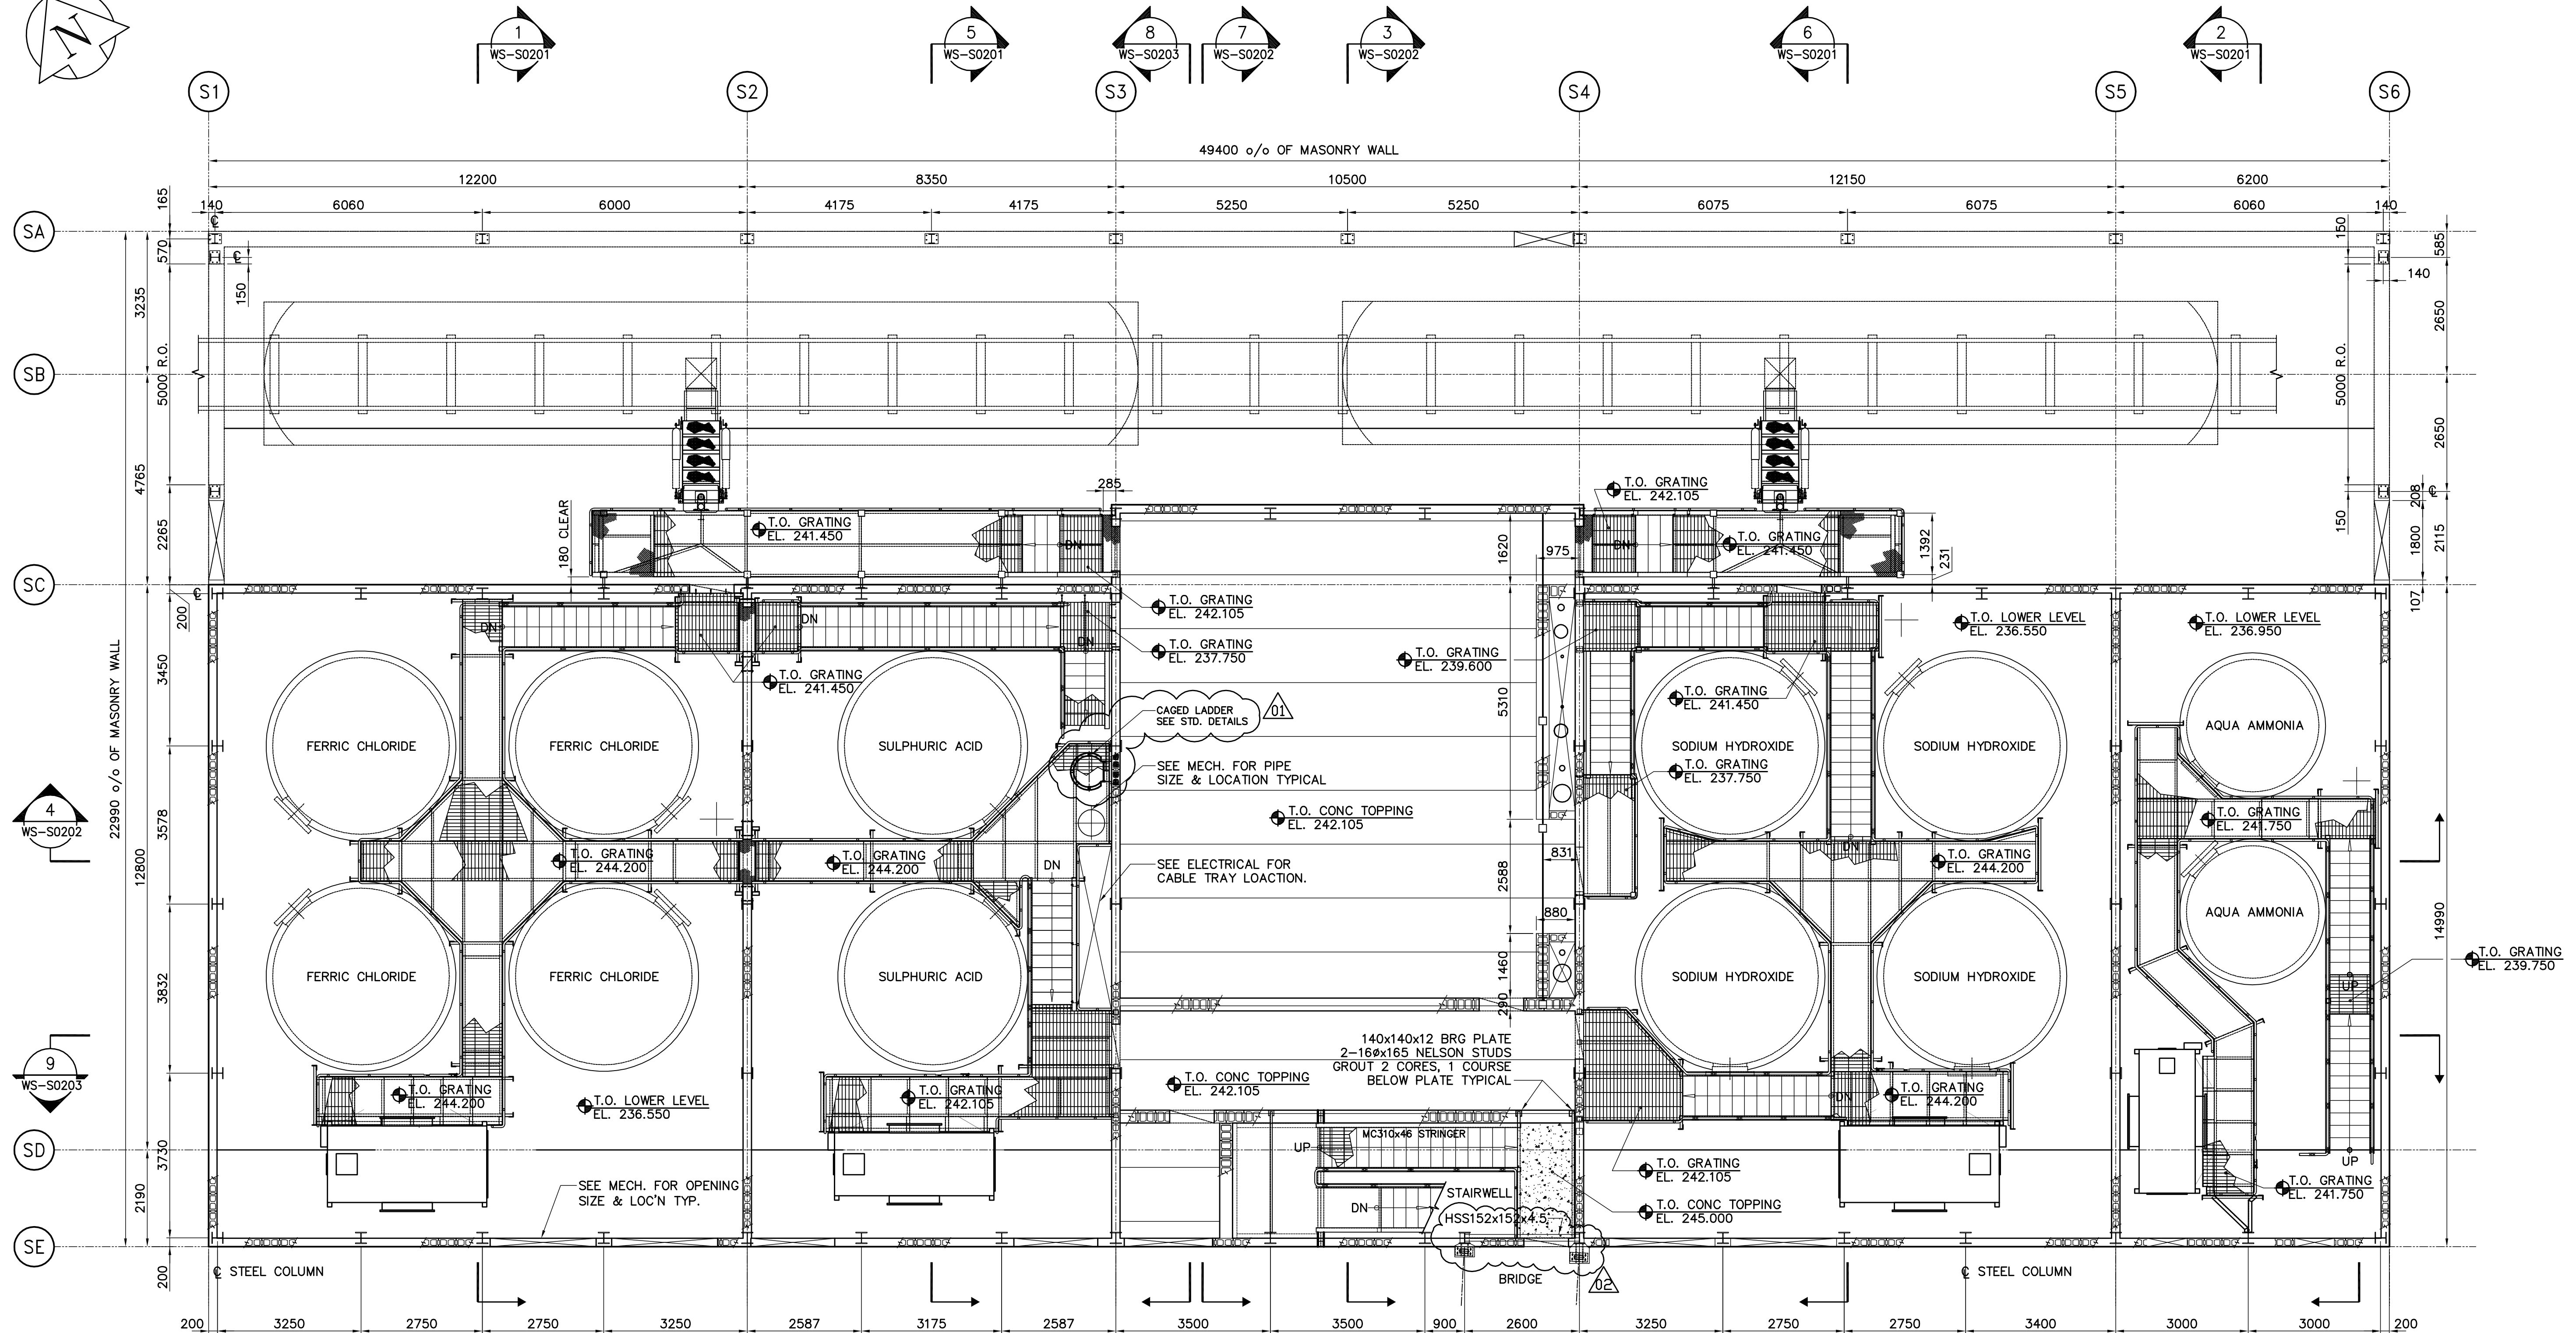 N
1
WS-S0201
5
WS-S0201
8
WS-S0203
7
WS-S0202
3
WS-S0202
6
WS-S0201
2
WS-S0201
S1
S2
S3
S4
S5
S6
49400 o/o OF MASONRY WALL
12200
8350
10500
12150
6200
140
6060
6000
4175
4175
5250
5250
6075
6075
6060
140
165
570
3235
5000 R.O.
4765
2265
150
SA
SB
SC
SD
SE
150
585
140
2650
5000 R.O.
2650
208
150
1800
2115
107
180 CLEAR
285
T.O. GRATING
EL. 241.450
DN
T.O. GRATING
EL. 242.105
DN
T.O. GRATING
EL. 241.450
1392
231
1620
975
200
DN
DN
DN
T.O. GRATING
EL. 242.105
T.O. GRATING
EL. 237.750
T.O. GRATING
EL. 241.450
T.O. GRATING
EL. 239.600
T.O. LOWER LEVEL
EL. 236.550
T.O. LOWER LEVEL
EL. 236.950
22990 o/o OF MASONRY WALL
12800
3450
3578
3832
3730
2190
200
FERRIC CHLORIDE
FERRIC CHLORIDE
SULPHURIC ACID
CAGED LADDER
SEE STD. DETAILS
01
SEE MECH. FOR PIPE
SIZE & LOCATION TYPICAL
5310
T.O. GRATING
EL. 241.450
SODIUM HYDROXIDE
SODIUM HYDROXIDE
T.O. GRATING
EL. 237.750
AQUA AMMONIA
4
WS-S0202
T.O. CONC TOPPING
EL. 242.105
T.O. GRATING
EL. 241.750
T.O. GRATING
EL. 244.200
T.O. GRATING
EL. 244.200
DN
SEE ELECTRICAL FOR
CABLE TRAY LOACTION.
831
2588
880
1460
290
DN
T.O. GRATING
EL. 244.200
AQUA AMMONIA
14990
T.O. GRATING
EL. 239.750
FERRIC CHLORIDE
FERRIC CHLORIDE
SULPHURIC ACID
SODIUM HYDROXIDE
SODIUM HYDROXIDE
UP
9
WS-S0203
140x140x12 BRG PLATE
2-16øx165 NELSON STUDS
GROUT 2 CORES, 1 COURSE
BELOW PLATE TYPICAL
T.O. GRATING
EL. 244.200
T.O. LOWER LEVEL
EL. 236.550
T.O. GRATING
EL. 242.105
T.O. CONC TOPPING
EL. 242.105
DN
T.O. GRATING
EL. 244.200
UP
MC310x46 STRINGER
UP
T.O. GRATING
EL. 242.105
T.O. GRATING
EL. 241.750
SEE MECH. FOR OPENING
SIZE & LOC'N TYP.
STAIRWELL
DN
HSS152x152x4.5
T.O. CONC TOPPING
EL. 245.000
℄ STEEL COLUMN
BRIDGE
02
℄ STEEL COLUMN
200
3250
2750
2750
3250
2587
3175
2587
3500
3500
900
2600
3250
2750
2750
3400
3000
3000
200